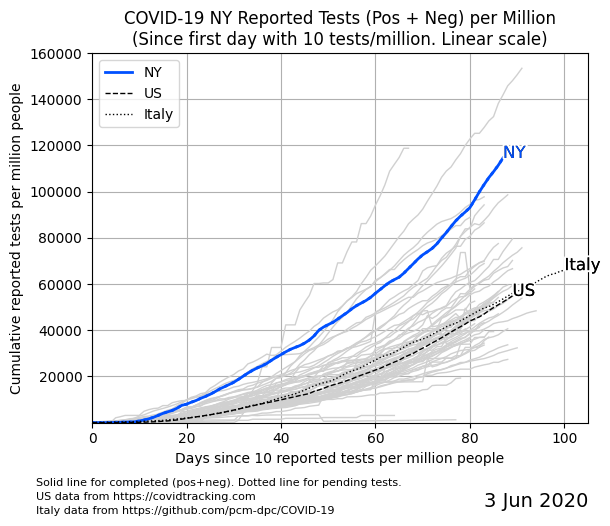 COVID-19 NY Reported Tests (Pos + Neg) per Million
(Since first day with 10 tests/million. Linear scale)
160000
140000
120000
100000
80000
60000
40000
20000
Cumulative reported tests per million people
NY
US
Italy
NY
Italy
US
0
20
40
60
80
100
Days since 10 reported tests per million people
Solid line for completed (pos+neg). Dotted line for pending tests.
US data from https://covidtracking.com
Italy data from https://github.com/pcm-dpc/COVID-19
3 Jun 2020